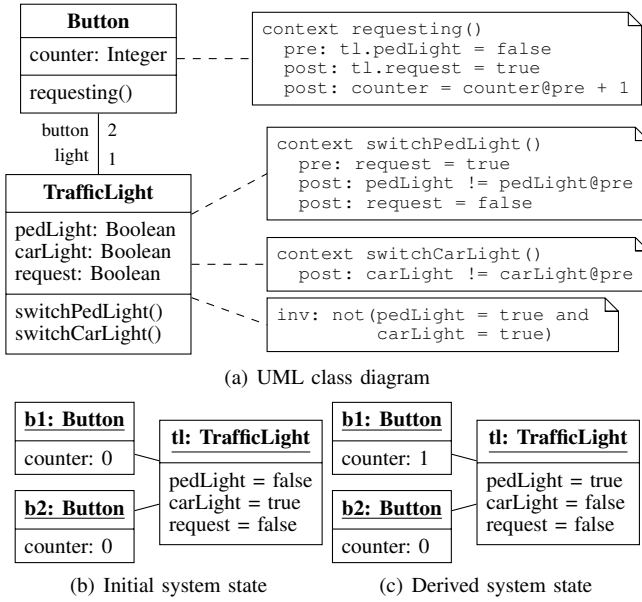 Button
counter: Integer
requesting()
context requesting()
pre: tl.pedLight = false
post: tl.request = true
post: counter = counter@pre + 1
button 2
light 1
TrafficLight
pedLight: Boolean
carLight: Boolean
request: Boolean
switchPedLight()
switchCarLight()
context switchPedLight()
pre: request = true
post: pedLight != pedLight@pre
post: request = false
context switchCarLight()
post: carLight != carLight@pre
inv: not(pedLight = true and
carLight = true)
(a) UML class diagram
b1: Button
counter: 0
b2: Button
counter: 0
tl: TrafficLight
pedLight = false
carLight = true
request = false
(b) Initial system state
b1: Button
counter: 1
b2: Button
counter: 0
tl: TrafficLight
pedLight = true
carLight = false
request = false
(c) Derived system state